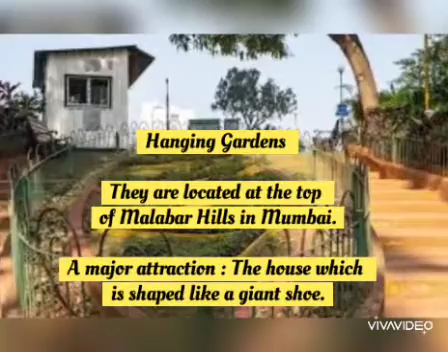 Hanging Gardens
They are located at the top
of Malabar Hills in Mumbai.
A major attraction : The house which
is shaped like a giant shoe.
VIVAVIDEO